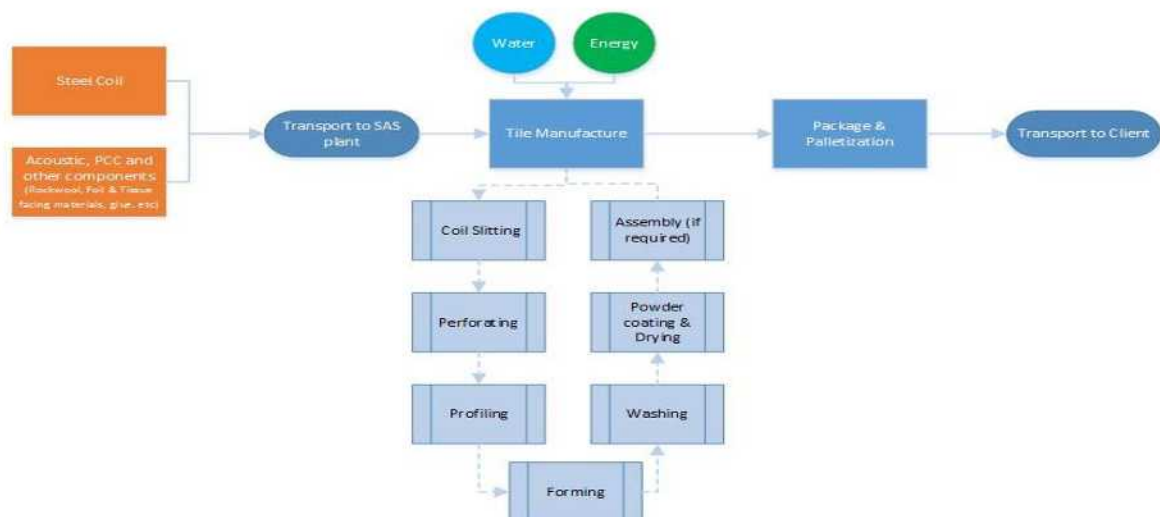 Water
Energy
Steel Coil
Transport to SAS
plant
Tile Manufacture
Package &
Palletization
Transport to Client
Acoustic, PCC and
other components
(Rockwool, Foil & Tissue
facing materials, glue, etc)
Coil Slitting
Perforating
Profiling
Forming
Washing
Powder
coating &
Drying
Assembly (if
required)